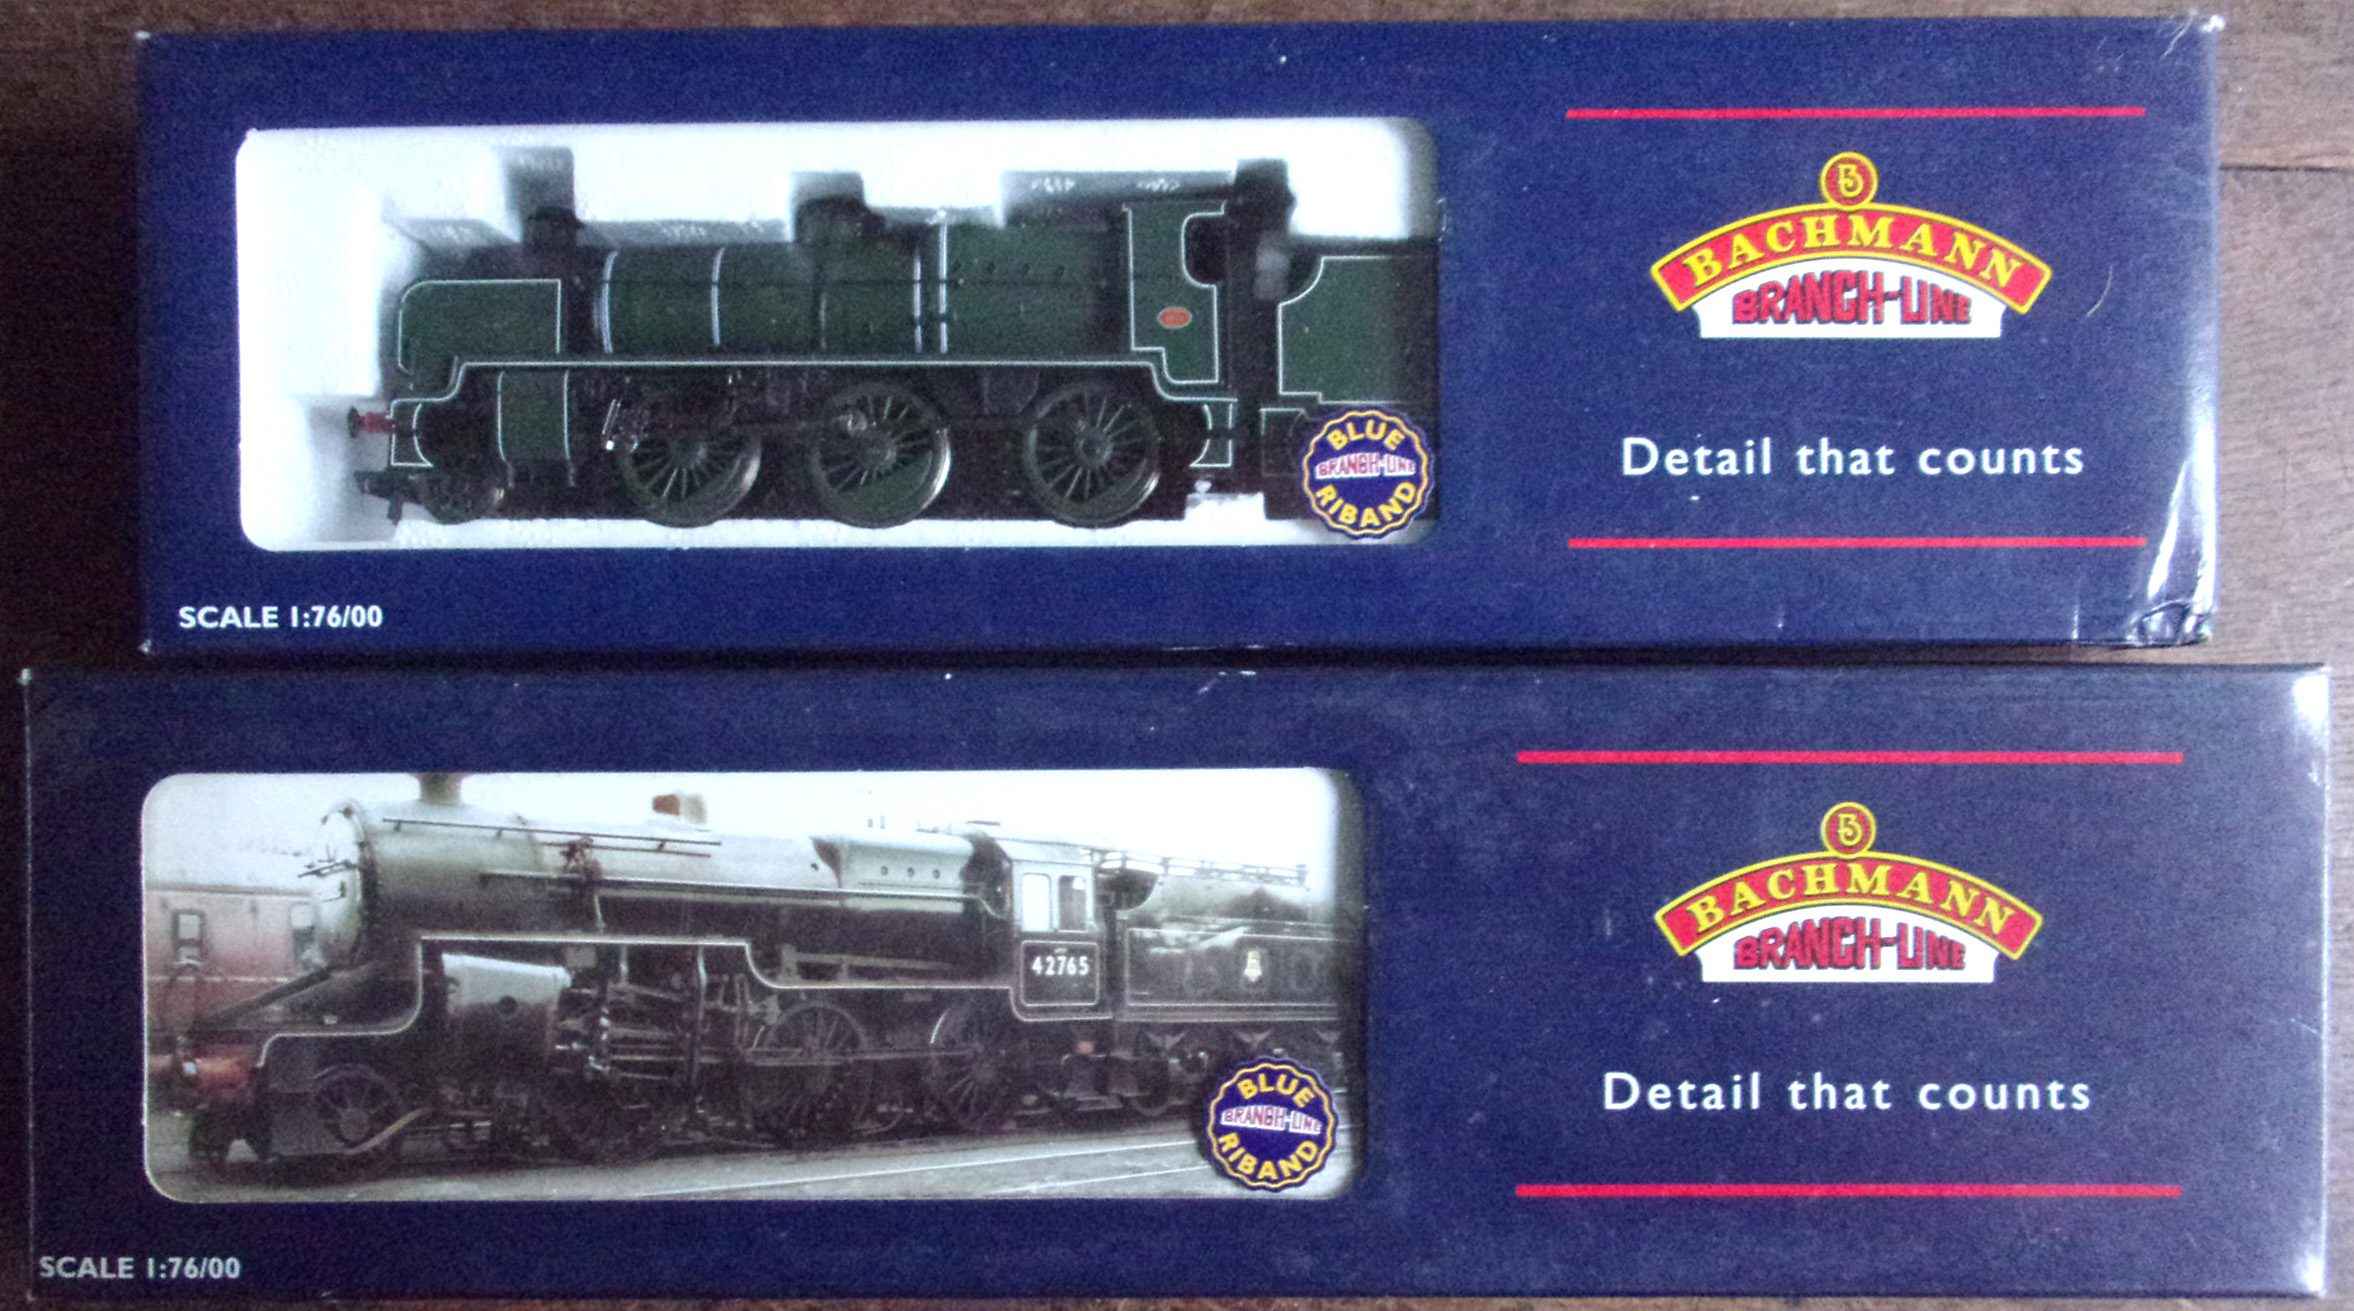 B
BACHMANN
BRANCH-LINE
Detail that counts
BLUE
BRANCH-LINE
RIBAND
SCALE 1:76/00
B
BACHMANN
BRANCH-LINE
42765
Detail that counts
BLUE
BRANCH-LINE
RIBAND
SCALE 1:76/00